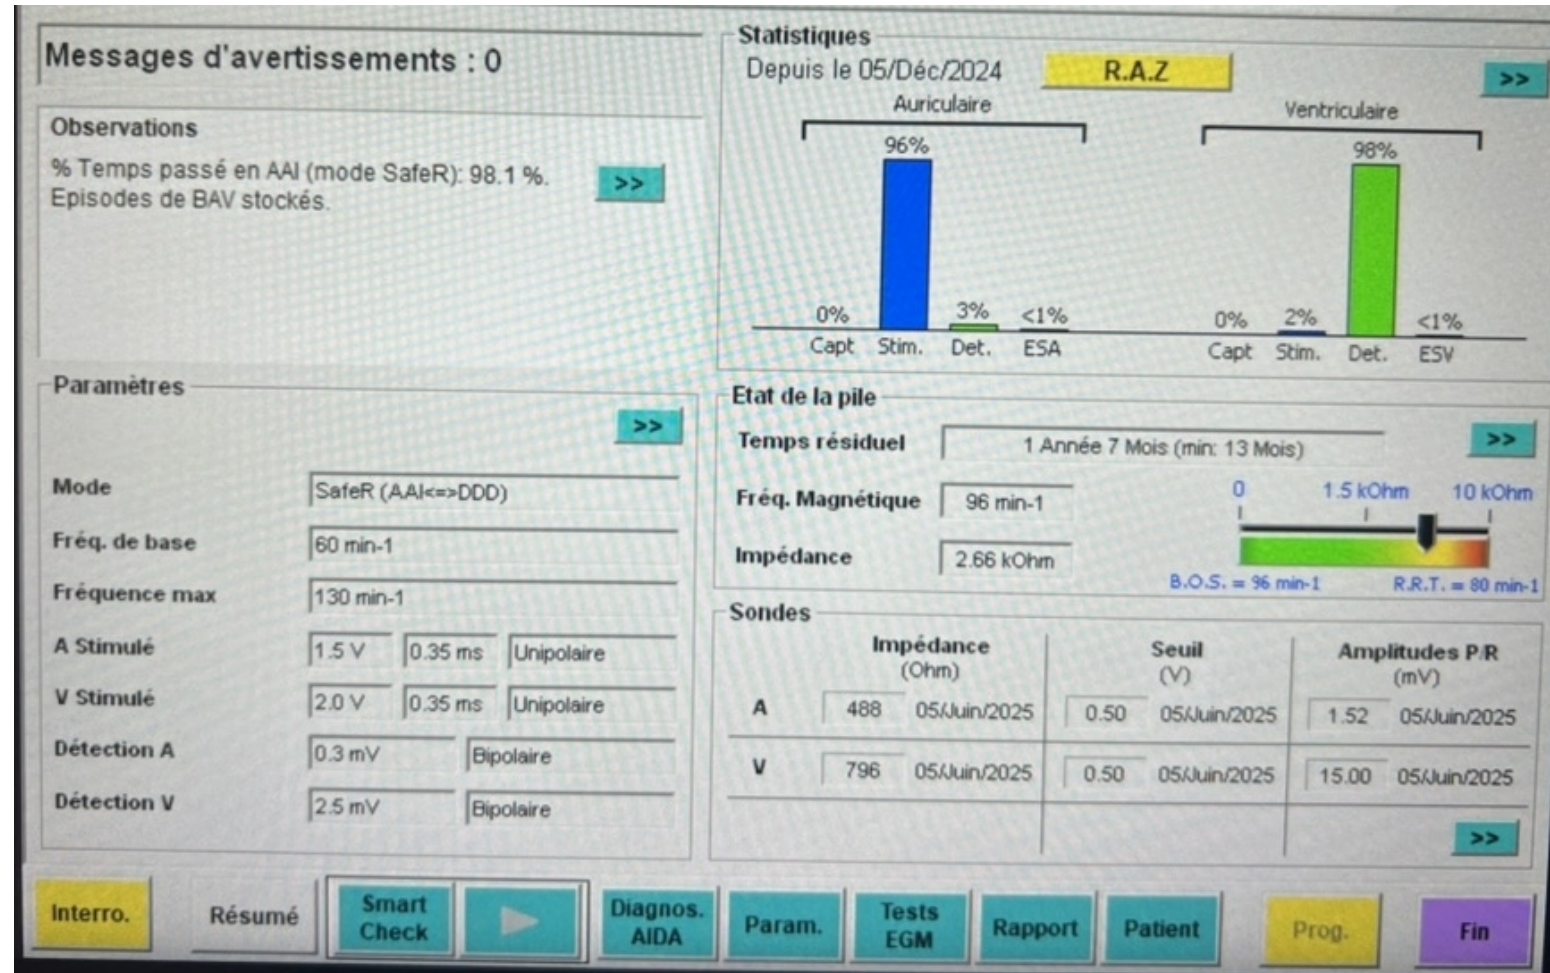 Messages d'avertissements : 0
Observations
% Temps passé en AAI (mode SafeR): 98.1 %.
Episodes de BAV stockés.
>>
Statistiques
Depuis le 05/Déc/2024
R.A.Z
>>
Auriculaire
Ventriculaire
96%
98%
0%
3%
<1%
0%
2%
<1%
Capt Stim. Det. ESA
Capt Stim. Det. ESV
Paramètres
>>
Mode SafeR (AAI<=>DDD)
Fréq. de base 60 min-1
Fréquence max 130 min-1
A Stimulé 1.5 V 0.35 ms Unipolaire
V Stimulé 2.0 V 0.35 ms Unipolaire
Détection A 0.3 mV Bipolaire
Détection V 2.5 mV Bipolaire
Etat de la pile
Temps résiduel 1 Année 7 Mois (min: 13 Mois)
>>
Fréq. Magnétique 96 min-1
Impédance 2.66 kOhm
0 1.5 kOhm 10 kOhm
B.O.S. = 96 min-1 R.R.T. = 80 min-1
Sondes
Impédance Seuil Amplitudes P/R
(Ohm) (V) (mV)
A 488 05/Juin/2025 0.50 05/Juin/2025 1.52 05/Juin/2025
V 796 05/Juin/2025 0.50 05/Juin/2025 15.00 05/Juin/2025
>>
Interro.
Résumé
Smart
Check
Diagnos.
AIDA
Param.
Tests
EGM
Rapport
Patient
Prog.
Fin